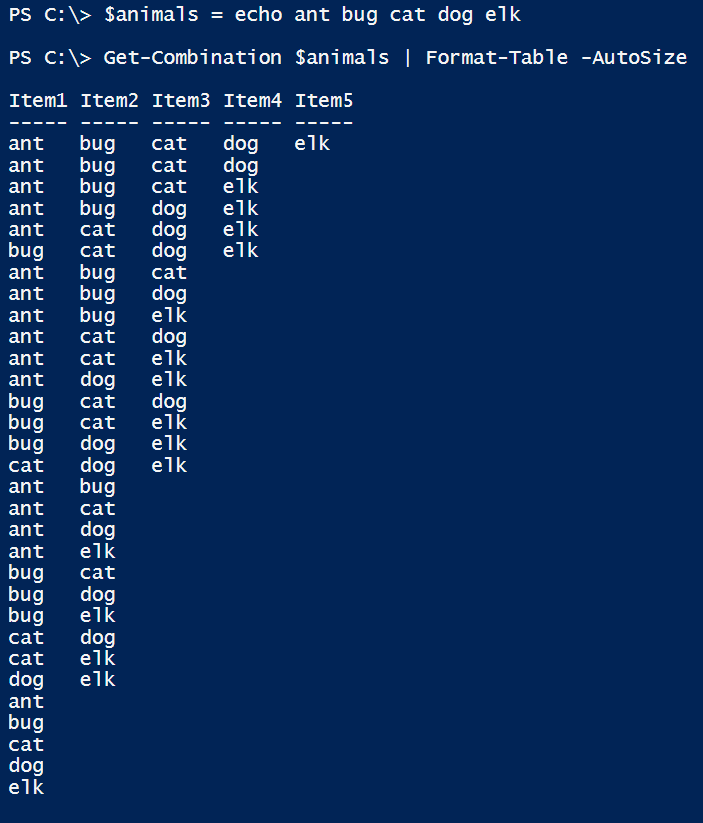 PS C:\> $animals = echo ant bug cat dog elk
PS C:\> Get-Combination $animals | Format-Table -AutoSize
Item1 Item2 Item3 Item4 Item5
----- ----- ----- ----- -----
ant   bug   cat   dog   elk
ant   bug   cat   dog
ant   bug   cat   elk
ant   bug   dog   elk
ant   cat   dog   elk
bug   cat   dog   elk
ant   bug   cat
ant   bug   dog
ant   bug   elk
ant   cat   dog
ant   cat   elk
ant   dog   elk
bug   cat   dog
bug   cat   elk
bug   dog   elk
cat   dog   elk
ant   bug
ant   cat
ant   dog
ant   elk
bug   cat
bug   dog
bug   elk
cat   dog
cat   elk
dog   elk
ant
bug
cat
dog
elk